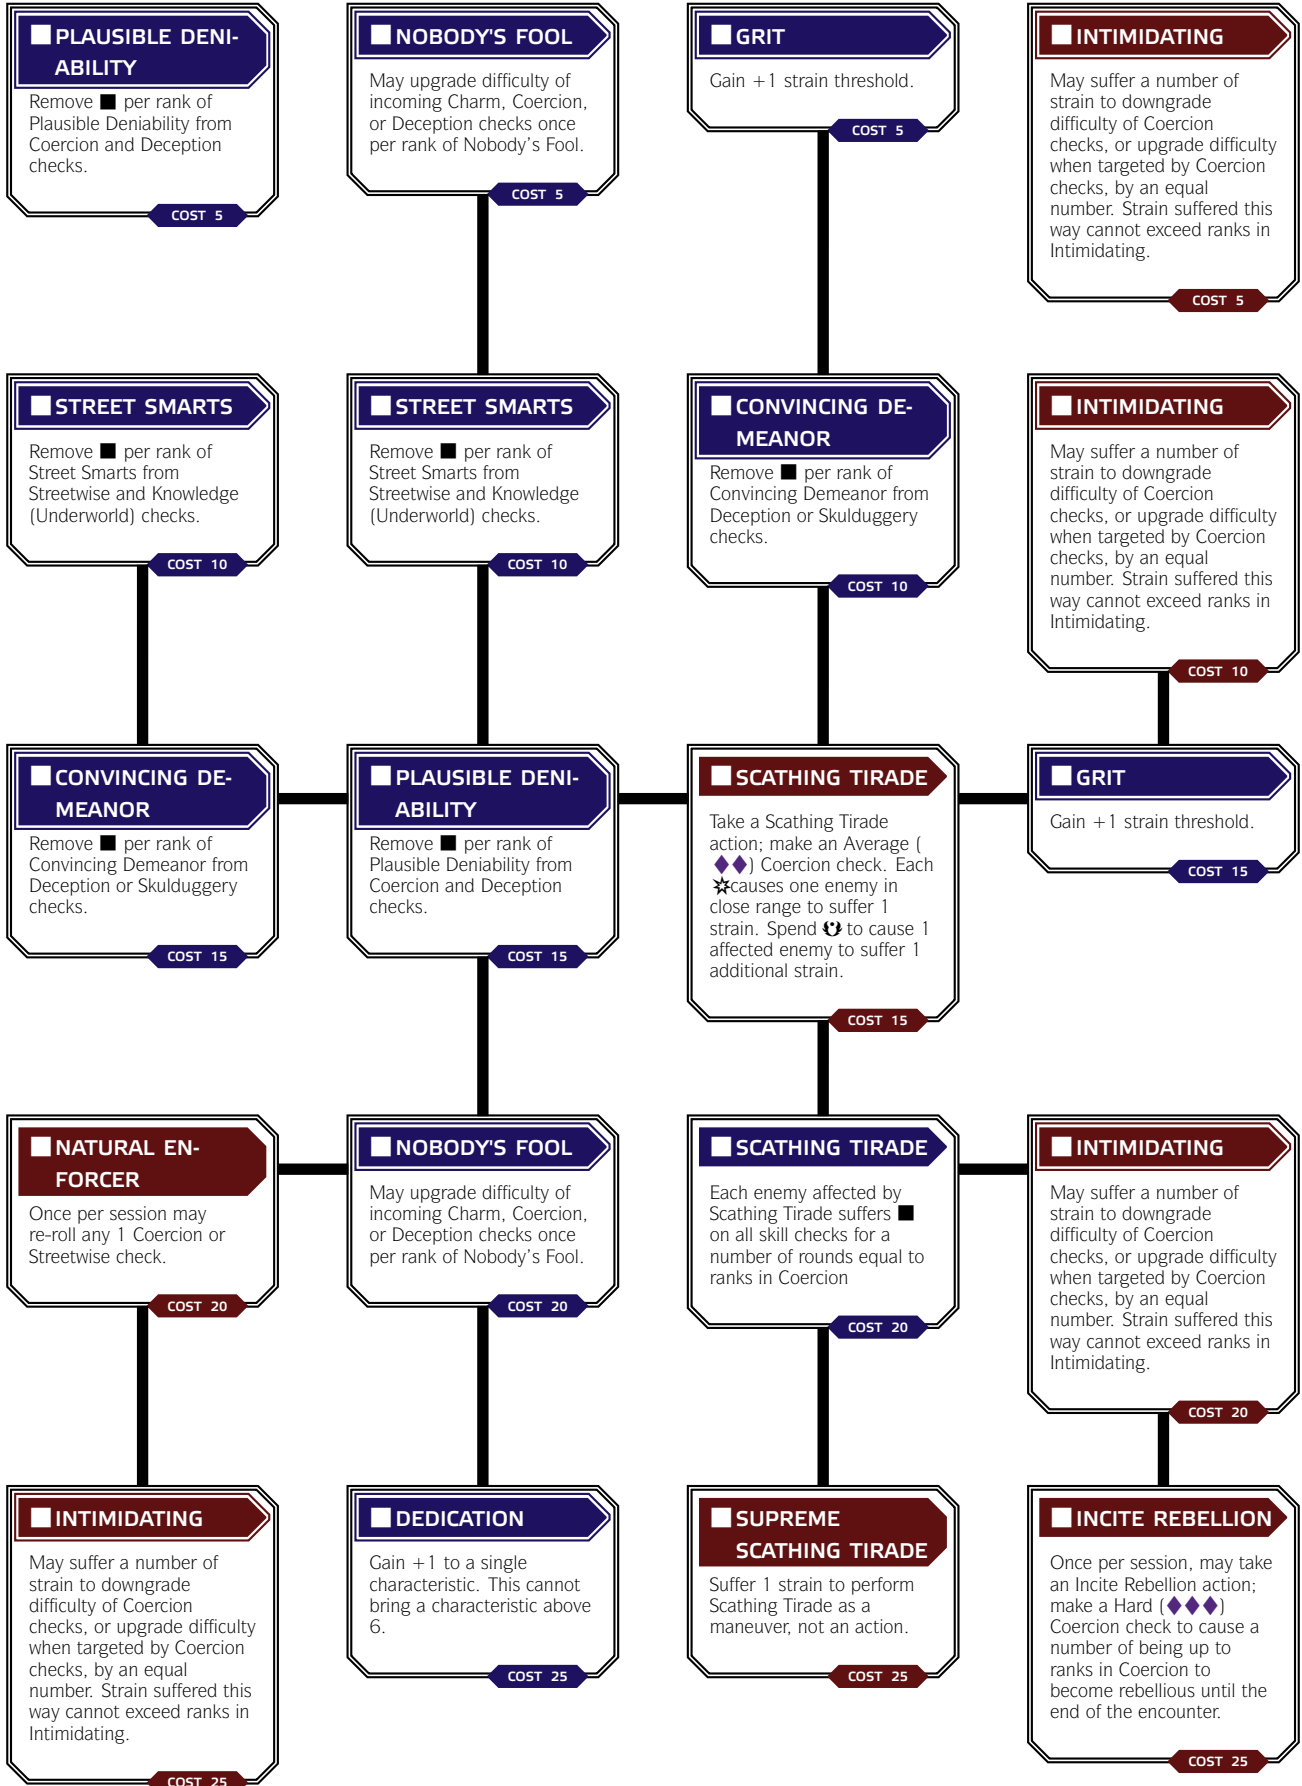 PLAUSIBLE DENI-
ABILITY
Remove ■ per rank of
Plausible Deniability from
Coercion and Deception
checks.
COST 5
NOBODY'S FOOL
May upgrade difficulty of
incoming Charm, Coercion,
or Deception checks once
per rank of Nobody's Fool.
COST 5
GRIT
Gain +1 strain threshold.
COST 5
INTIMIDATING
May suffer a number of
strain to downgrade
difficulty of Coercion
checks, or upgrade difficulty
when targeted by Coercion
checks, by an equal
number. Strain suffered this
way cannot exceed ranks in
Intimidating.
COST 5
STREET SMARTS
Remove ■ per rank of
Street Smarts from
Streetwise and Knowledge
(Underworld) checks.
COST 10
STREET SMARTS
Remove ■ per rank of
Street Smarts from
Streetwise and Knowledge
(Underworld) checks.
COST 10
CONVINCING DE-
MEANOR
Remove ■ per rank of
Convincing Demeanor from
Deception or Skulduggery
checks.
COST 10
INTIMIDATING
May suffer a number of
strain to downgrade
difficulty of Coercion
checks, or upgrade difficulty
when targeted by Coercion
checks, by an equal
number. Strain suffered this
way cannot exceed ranks in
Intimidating.
COST 10
CONVINCING DE-
MEANOR
Remove ■ per rank of
Convincing Demeanor from
Deception or Skulduggery
checks.
COST 15
PLAUSIBLE DENI-
ABILITY
Remove ■ per rank of
Plausible Deniability from
Coercion and Deception
checks.
COST 15
SCATHING TIRADE
Take a Scathing Tirade
action; make an Average (
◆◆) Coercion check. Each
causes one enemy in
close range to suffer 1
strain. Spend to cause 1
affected enemy to suffer 1
additional strain.
COST 15
GRIT
Gain +1 strain threshold.
COST 15
NATURAL EN-
FORCER
Once per session may
re-roll any 1 Coercion or
Streetwise check.
COST 20
NOBODY'S FOOL
May upgrade difficulty of
incoming Charm, Coercion,
or Deception checks once
per rank of Nobody's Fool.
COST 20
SCATHING TIRADE
Each enemy affected by
Scathing Tirade suffers ■
on all skill checks for a
number of rounds equal to
ranks in Coercion
COST 20
INTIMIDATING
May suffer a number of
strain to downgrade
difficulty of Coercion
checks, or upgrade difficulty
when targeted by Coercion
checks, by an equal
number. Strain suffered this
way cannot exceed ranks in
Intimidating.
COST 20
INTIMIDATING
May suffer a number of
strain to downgrade
difficulty of Coercion
checks, or upgrade difficulty
when targeted by Coercion
checks, by an equal
number. Strain suffered this
way cannot exceed ranks in
Intimidating.
COST 25
DEDICATION
Gain +1 to a single
characteristic. This cannot
bring a characteristic above
6.
COST 25
SUPREME
SCATHING TIRADE
Suffer 1 strain to perform
Scathing Tirade as a
maneuver, not an action.
COST 25
INCITE REBELLION
Once per session, may take
an Incite Rebellion action;
make a Hard (◆◆◆)
Coercion check to cause a
number of being up to
ranks in Coercion to
become rebellious until the
end of the encounter.
COST 25